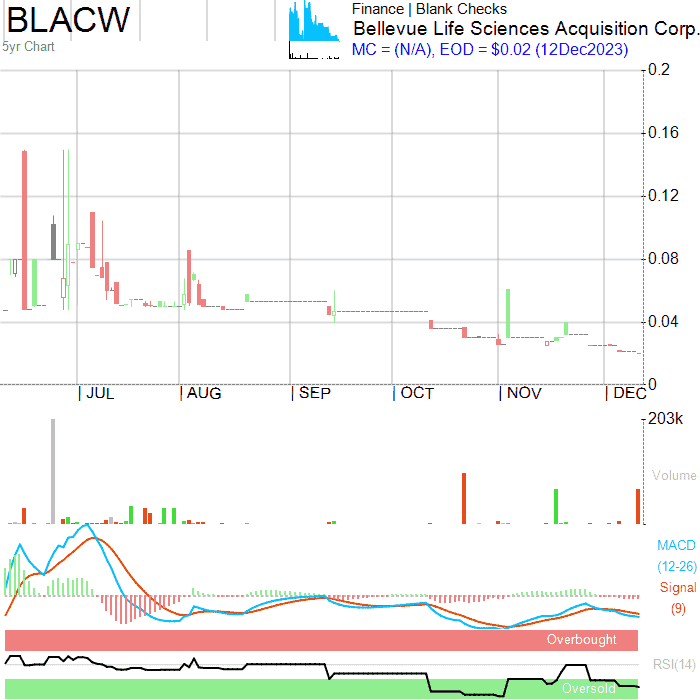 BLACW
5yr Chart
Finance | Blank Checks
Bellevue Life Sciences Acquisition Corp.
MC = (N/A), EOD = $0.02 (12Dec2023)
0.2
0.16
0.12
0.08
0.04
0
| JUL | AUG | SEP | OCT | NOV | DEC
203k
Volume
MACD
(12-26)
Signal
(9)
Overbought
RSI(14)
Oversold